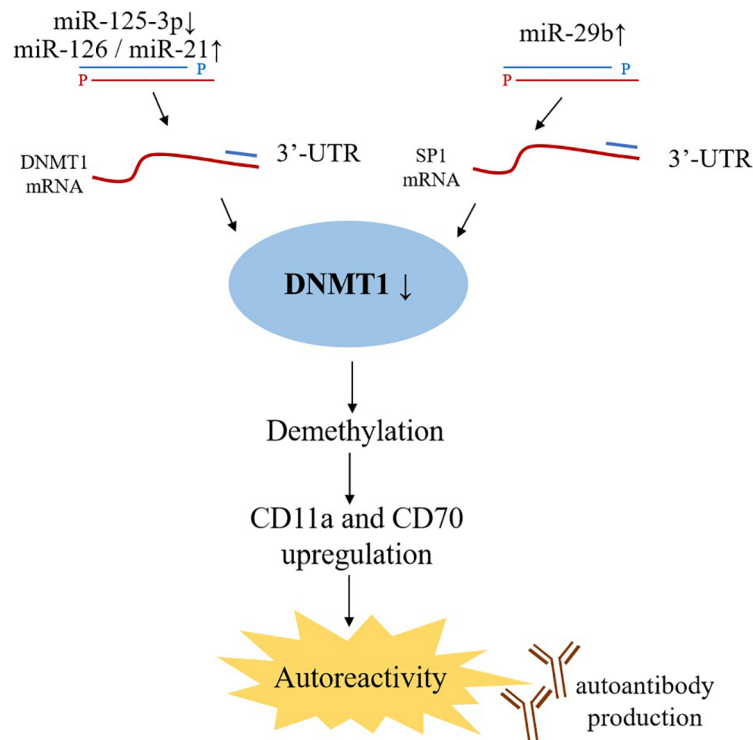 miR-125-3p↓
miR-126 / miR-21↑
P
P
miR-29b↑
P
P
DNMT1
mRNA
3’-UTR
SP1
mRNA
3’-UTR
DNMT1 ↓
Demethylation
CD11a and CD70
upregulation
Autoreactivity
autoantibody
production